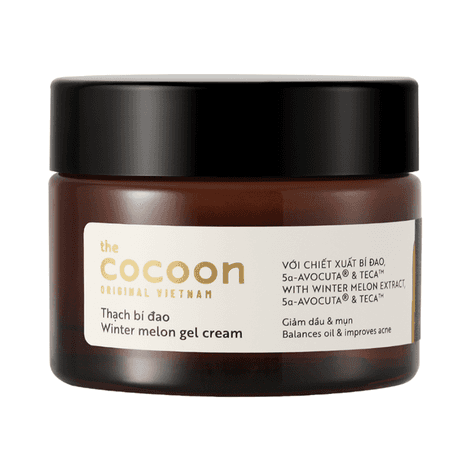 the
cocoon
ORIGINAL VIETNAM
Thạch bí đao
Winter melon gel cream
VỚI CHIẾT XUẤT BÍ ĐAO,
5α-AVOCUTA® & TECA™
WITH WINTER MELON EXTRACT,
5α-AVOCUTA® & TECA™
Giảm dầu & mụn
Balances oil & improves acne